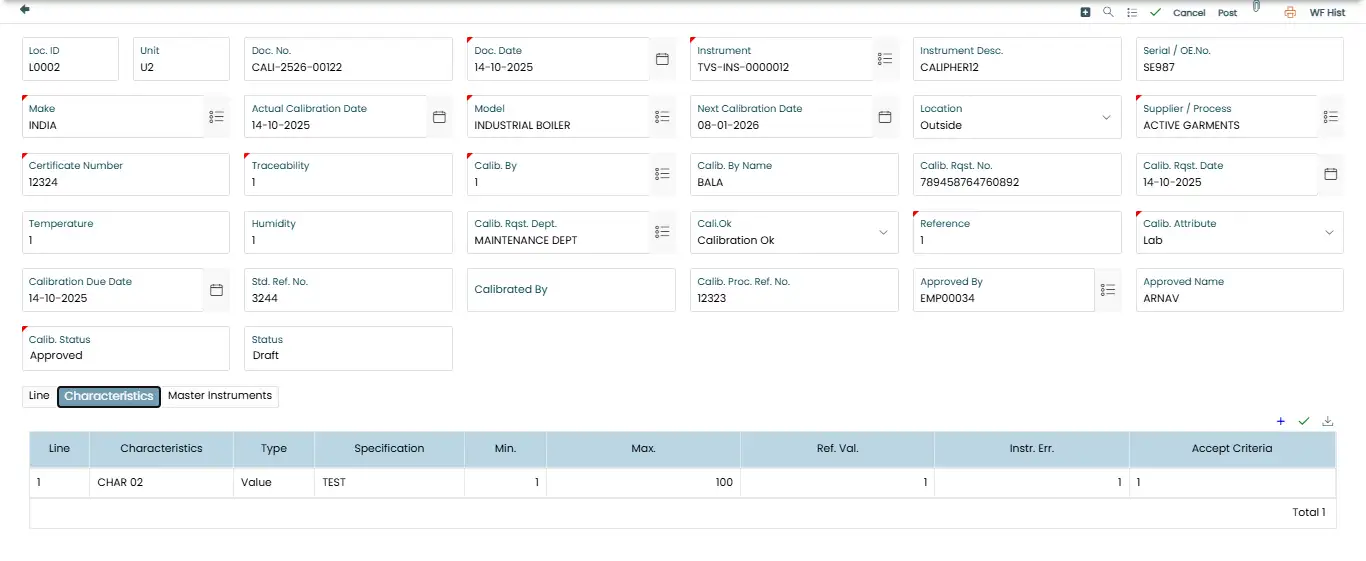 Cancel Post WF Hist
Loc. ID Unit Doc. No. Doc. Date Instrument Instrument Desc. Serial / OE.No.
L0002 U2 CALI-2526-00122 14-10-2025 TVS-INS-0000012 CALIPHER12 SE987
Make Actual Calibration Date Model Next Calibration Date Location Supplier / Process
INDIA 14-10-2025 INDUSTRIAL BOILER 08-01-2026 Outside ACTIVE GARMENTS
Certificate Number Traceability Calib. By Calib. By Name Calib. Rqst. No. Calib. Rqst. Date
12324 1 1 BALA 789458764760892 14-10-2025
Temperature Humidity Calib. Rqst. Dept. Cali.Ok Reference Calib. Attribute
1 1 MAINTENANCE DEPT Calibration Ok 1 Lab
Calibration Due Date Std. Ref. No. Calibrated By Calib. Proc. Ref. No. Approved By Approved Name
14-10-2025 3244 12323 EMP00034 ARNAV
Calib. Status Status
Approved Draft
Line Characteristics Master Instruments
Line Characteristics Type Specification Min. Max. Ref. Val. Instr. Err. Accept Criteria
1 CHAR 02 Value TEST 1 100 1 1 1
Total 1